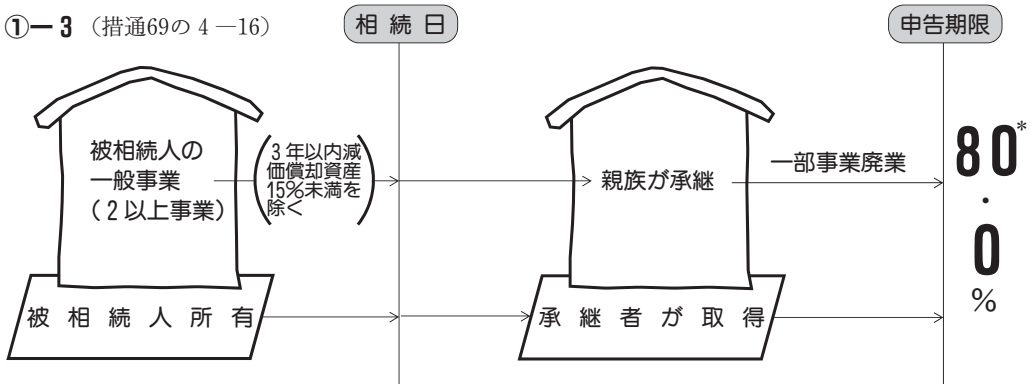 ①ー3 （措通69の４―16）
相 続 日
申告期限
被相続人の
一般事業
（２以上事業）
３年以内減
価償却資産
15％未満を
除く
親族が承継
一部事業廃業
80*
・
0
％
被 相 続 人 所 有
承 継 者 が 取 得